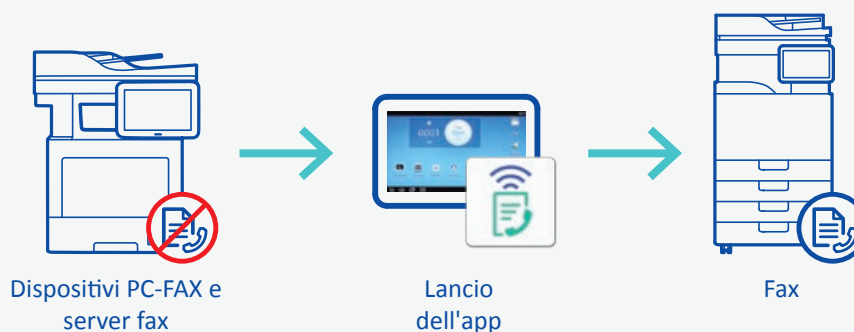 Dispositivi PC-FAX e
server fax
Lancio
dell'app
Fax